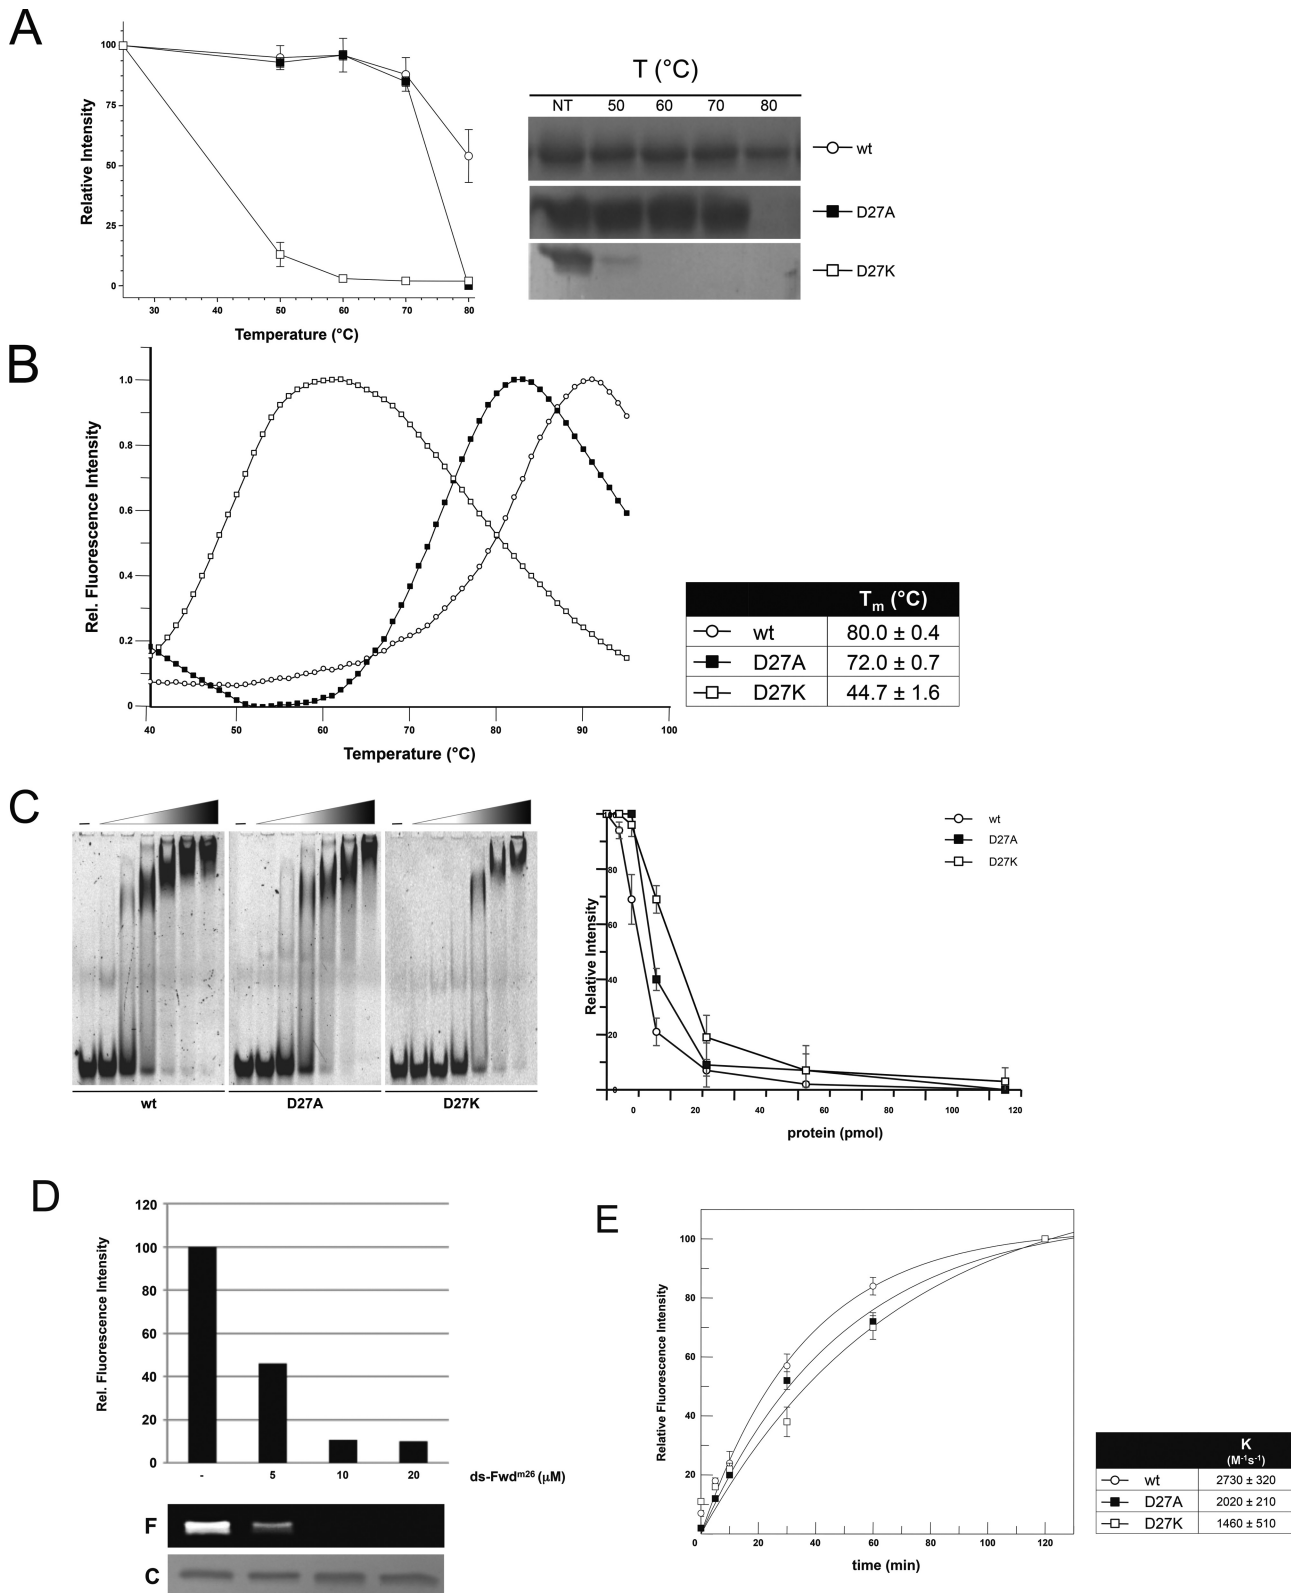 A
100
75
50
25
0
Relative Intensity
30 40 50 60 70 80
Temperature (°C)
T (°C)
NT 50 60 70 80
wt
D27A
D27K
B
1.0
0.8
0.6
0.4
0.2
0
Rel. Fluorescence Intensity
40 50 60 70 80 90 100
Temperature (°C)
Tm (°C)
wt 80.0 ± 0.4
D27A 72.0 ± 0.7
D27K 44.7 ± 1.6
C
wt D27A D27K
80
60
40
20
0
Relative Intensity
0 20 40 60 80 100 120
protein (pmol)
wt
D27A
D27K
D
120
100
80
60
40
20
0
Rel. Fluorescence Intensity
- 5 10 20 ds-Fwdm26 (μM)
F
C
E
100
80
60
40
20
Relative Fluorescence Intensity
0 20 40 60 80 100 120
time (min)
K
(M-1s-1)
wt 2730 ± 320
D27A 2020 ± 210
D27K 1460 ± 510